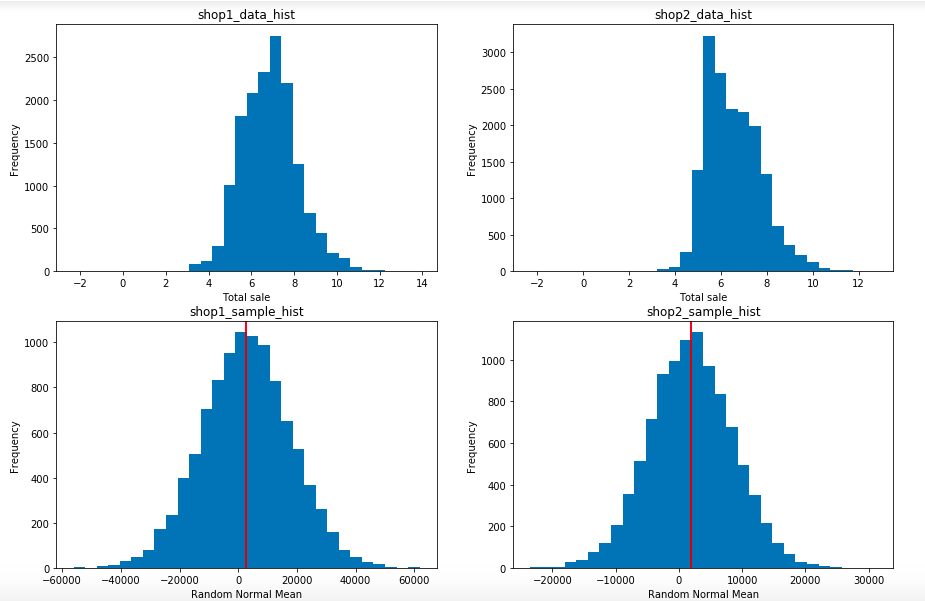 shop1_data_hist
shop2_data_hist
Frequency
2500
2000
1500
1000
500
0
−2 0 2 4 6 8 10 12 14
Total sale
Frequency
3000
2500
2000
1500
1000
500
0
−2 0 2 4 6 8 10 12
Total sale
shop1_sample_hist
shop2_sample_hist
Frequency
1000
800
600
400
200
0
−60000 −40000 −20000 0 20000 40000 60000
Random Normal Mean
Frequency
1000
800
600
400
200
0
−20000 −10000 0 10000 20000 30000
Random Normal Mean